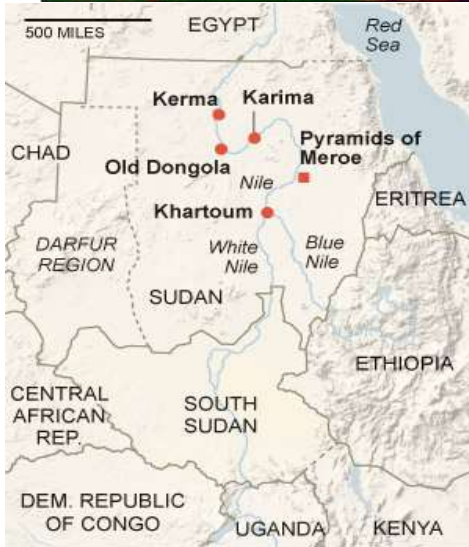 500 MILES
EGYPT
Red
Sea
Kerma
Karima
CHAD
Old Dongola
Pyramids of
Meroe
Nile
ERITREA
Khartoum
DARFUR
REGION
White
Nile
Blue
Nile
SUDAN
ETHIOPIA
CENTRAL
AFRICAN
REP.
SOUTH
SUDAN
DEM. REPUBLIC
OF CONGO
UGANDA
KENYA